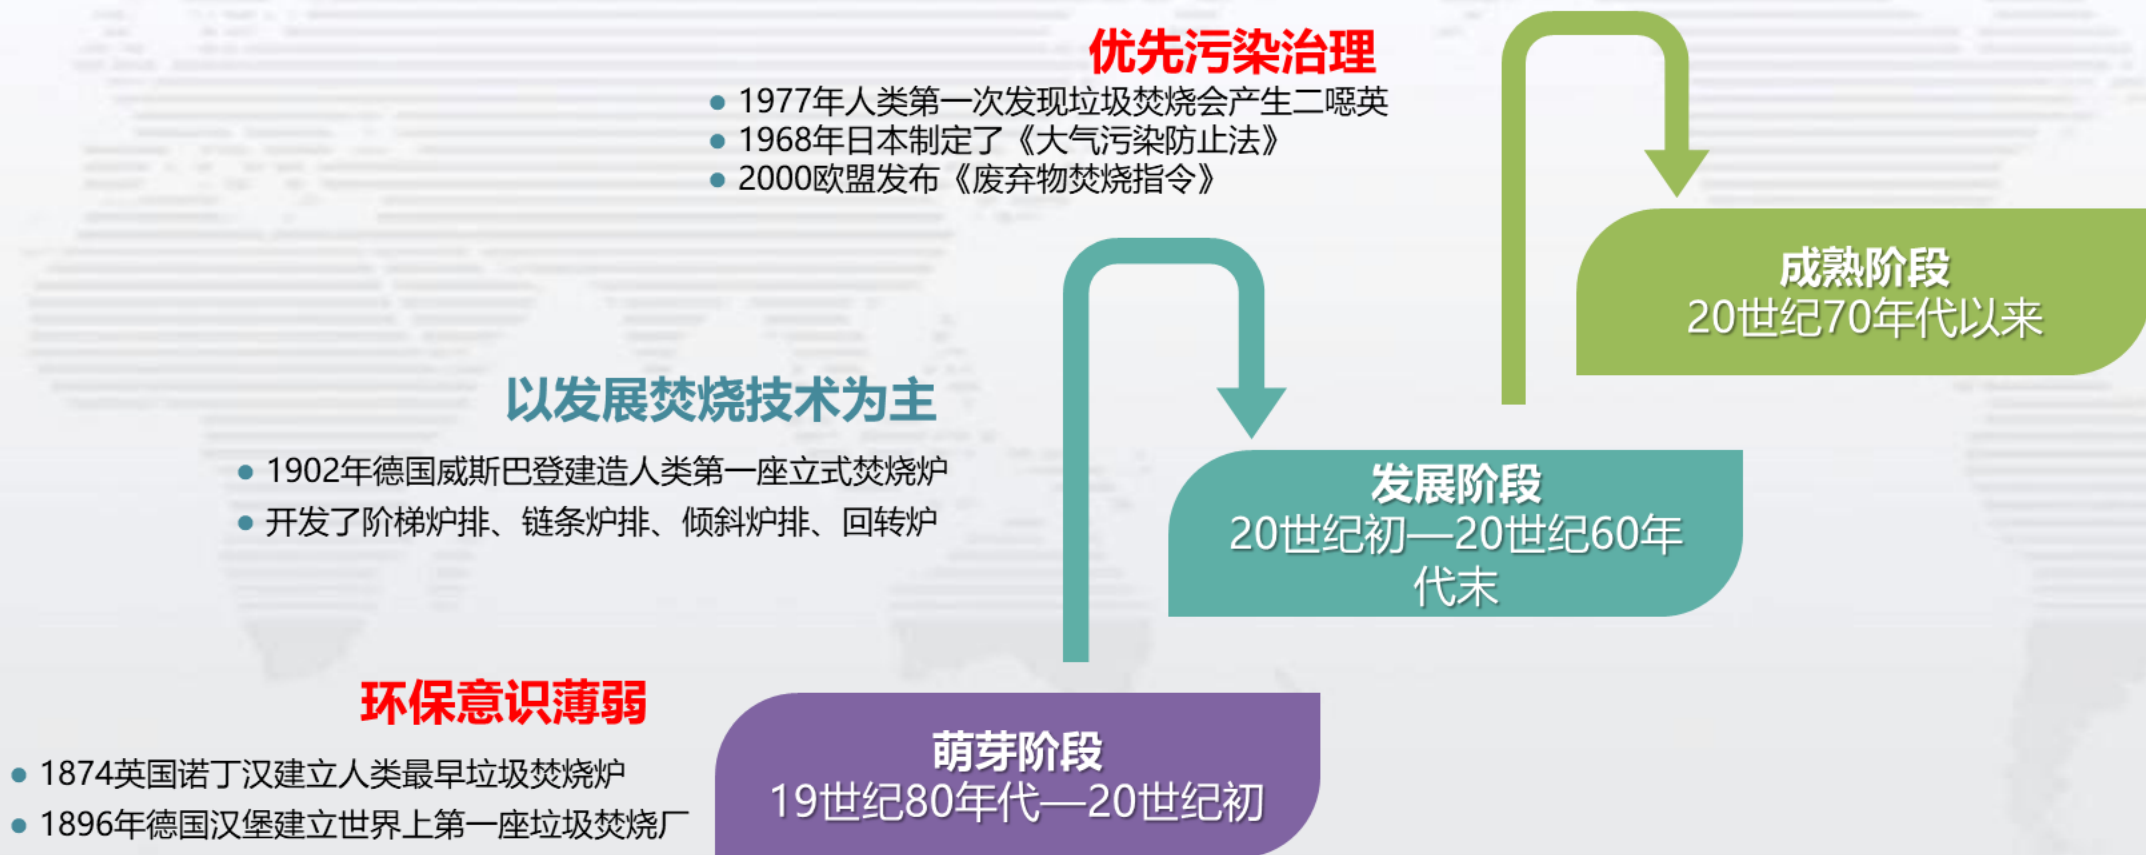 优先污染治理
1977年人类第一次发现垃圾焚烧会产生二噁英
1968年日本制定了《大气污染防止法》
2000欧盟发布《废弃物焚烧指令》
成熟阶段
20世纪70年代以来
以发展焚烧技术为主
1902年德国威斯巴登建造人类第一座立式焚烧炉
开发了阶梯炉排、链条炉排、倾斜炉排、回转炉
发展阶段
20世纪初—20世纪60年
代末
环保意识薄弱
1874英国诺丁汉建立人类最早垃圾焚烧炉
1896年德国汉堡建立世界上第一座垃圾焚烧厂
萌芽阶段
19世纪80年代—20世纪初